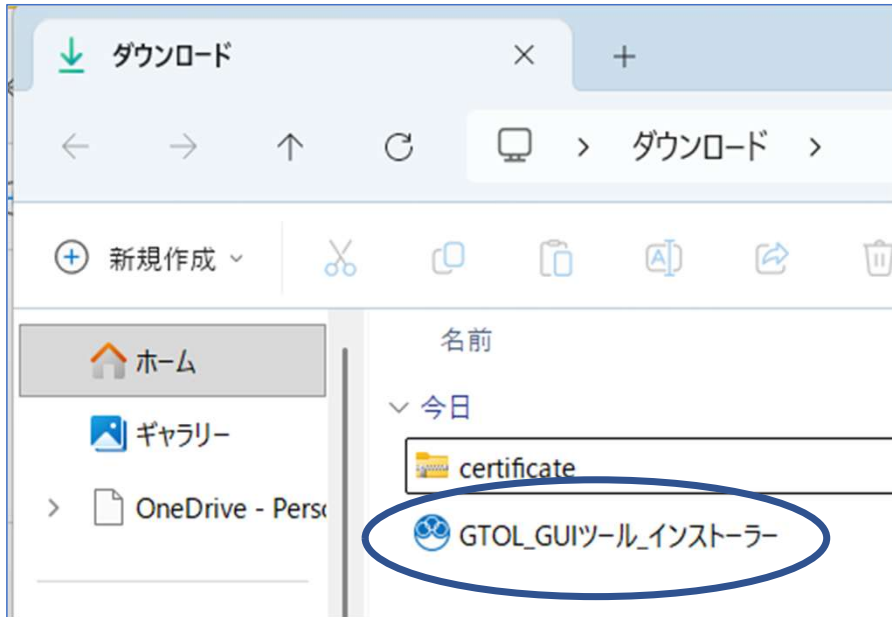 ダウンロード
ダウンロード
新規作成
ホーム
ギャラリー
OneDrive - Perso
名前
今日
certificate
GTOL_GUIツール_インストーラー